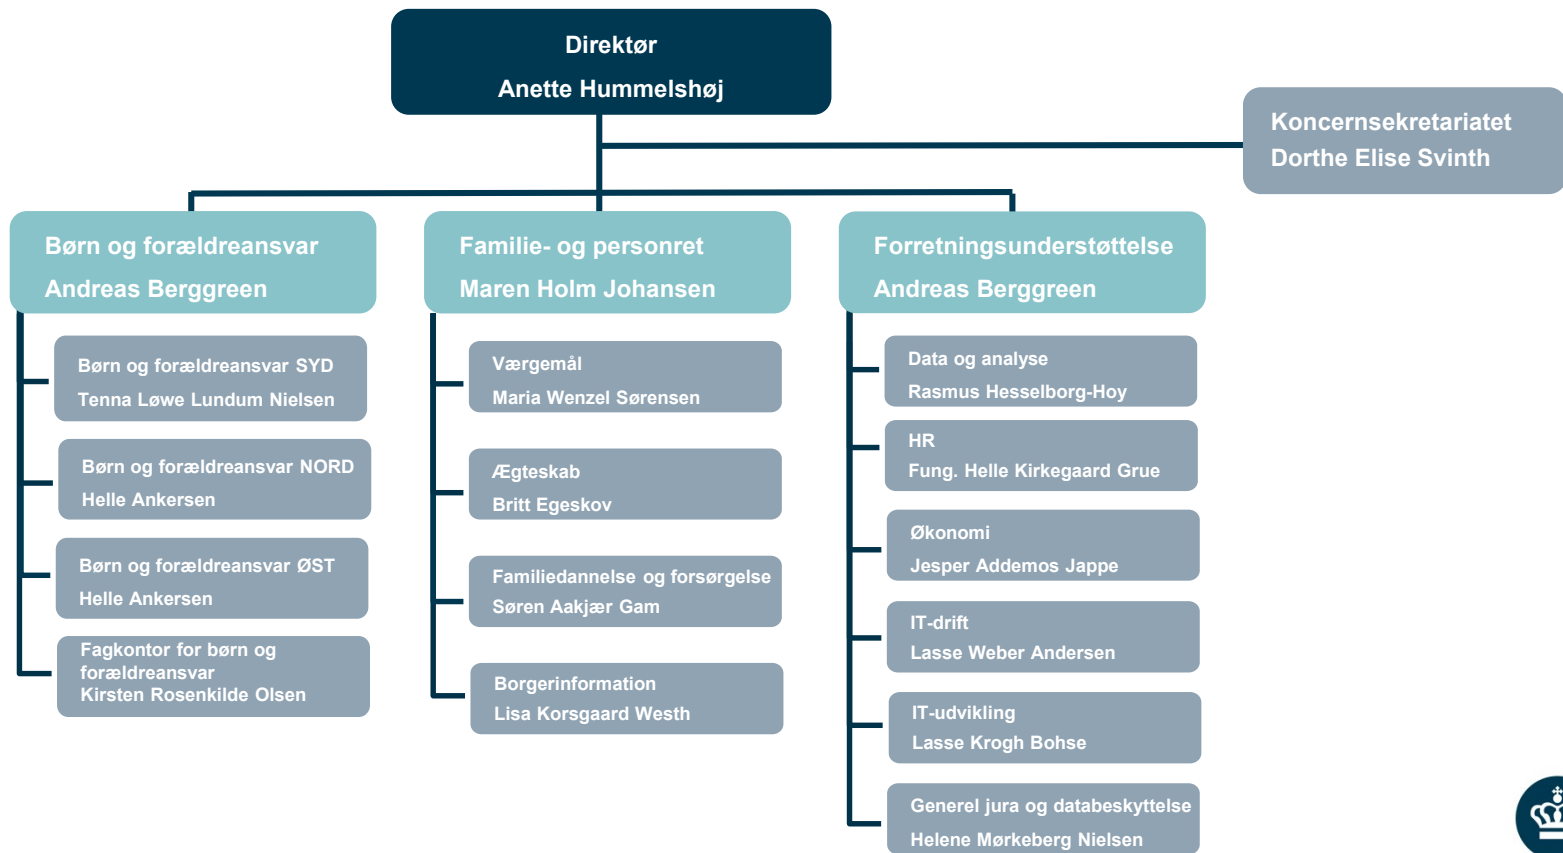 Direktør
Anette Hummelshøj
Koncernsekretariatet
Dorthe Elise Svinth
Børn og forældreansvar
Andreas Berggreen
Børn og forældreansvar SYD
Tenna Løwe Lundum Nielsen
Børn og forældreansvar NORD
Helle Ankersen
Børn og forældreansvar ØST
Helle Ankersen
Fagkontor for børn og
forældreansvar
Kirsten Rosenkilde Olsen
Familie- og personret
Maren Holm Johansen
Værgemål
Maria Wenzel Sørensen
Ægteskab
Britt Egeskov
Familiedannelse og forsørgelse
Søren Aakjær Gam
Borgerinformation
Lisa Korsgaard Westh
Forretningsunderstøttelse
Andreas Berggreen
Data og analyse
Rasmus Hesselborg-Hoy
HR
Fung. Helle Kirkegaard Grue
Økonomi
Jesper Addemos Jappe
IT-drift
Lasse Weber Andersen
IT-udvikling
Lasse Krogh Bohse
Generel jura og databeskyttelse
Helene Mørkeberg Nielsen